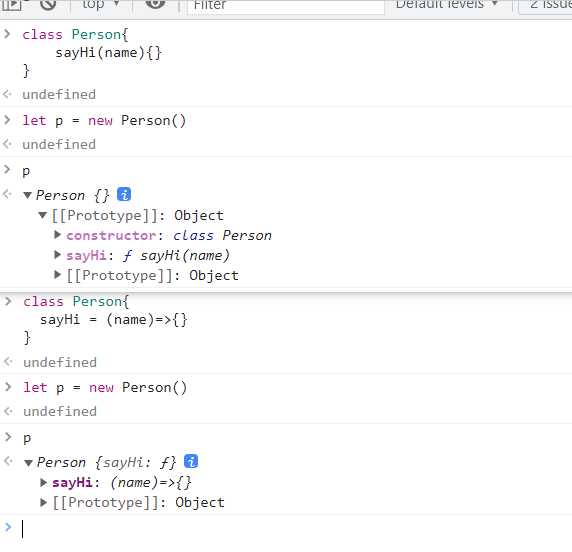 top Filter Default levels 2 Issue
> class Person{
sayHi(name){}
}
undefined
> let p = new Person()
undefined
> p
Person {} i
[[Prototype]]: Object
constructor: class Person
sayHi: ƒ sayHi(name)
[[Prototype]]: Object
> class Person{
sayHi = (name)=>{}
}
undefined
> let p = new Person()
undefined
> p
Person {sayHi: ƒ} i
sayHi: (name)=>{}
[[Prototype]]: Object
>